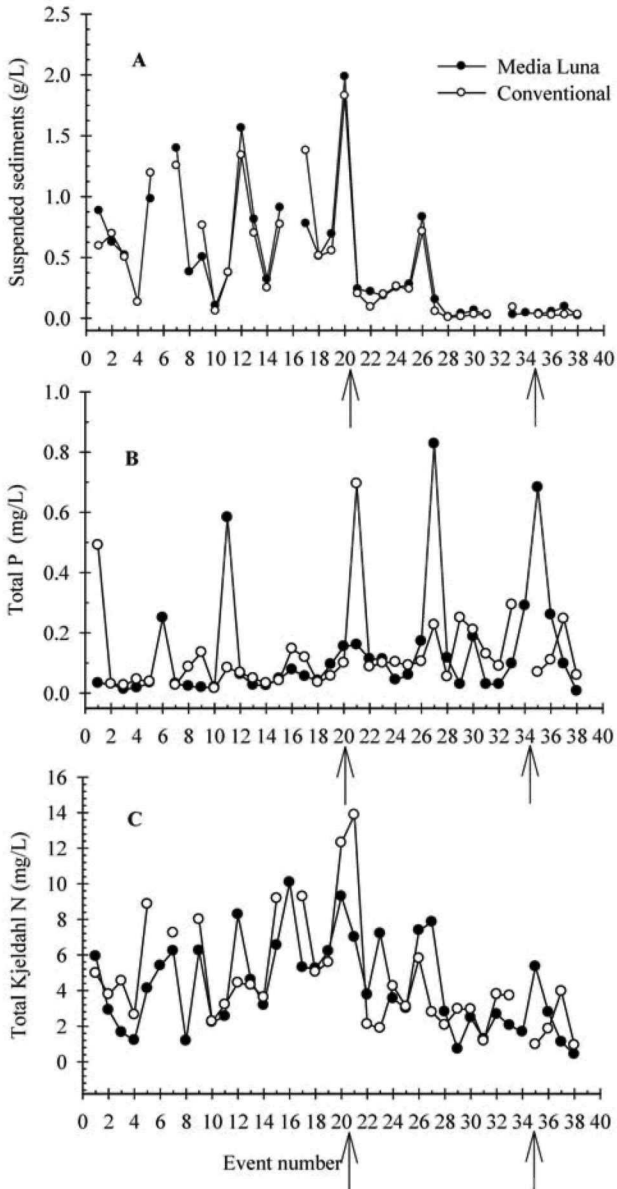 2.5
A
Media Luna
2.0
Conventional
1.5
1.0
0.5
0.0
Suspended sediments (g/L)
0 2 4 6 8 10 12 14 16 18 20 22 24 26 28 30 32 34 36 38 40
1.0
B
0.8
0.6
0.4
0.2
0.0
Total P (mg/L)
0 2 4 6 8 10 12 14 16 18 20 22 24 26 28 30 32 34 36 38 40
16
14
C
12
10
8
6
4
2
0
Total Kjeldahl N (mg/L)
0 2 4 6 8 10 12 14 16 18 20 22 24 26 28 30 32 34 36 38 40
Event number